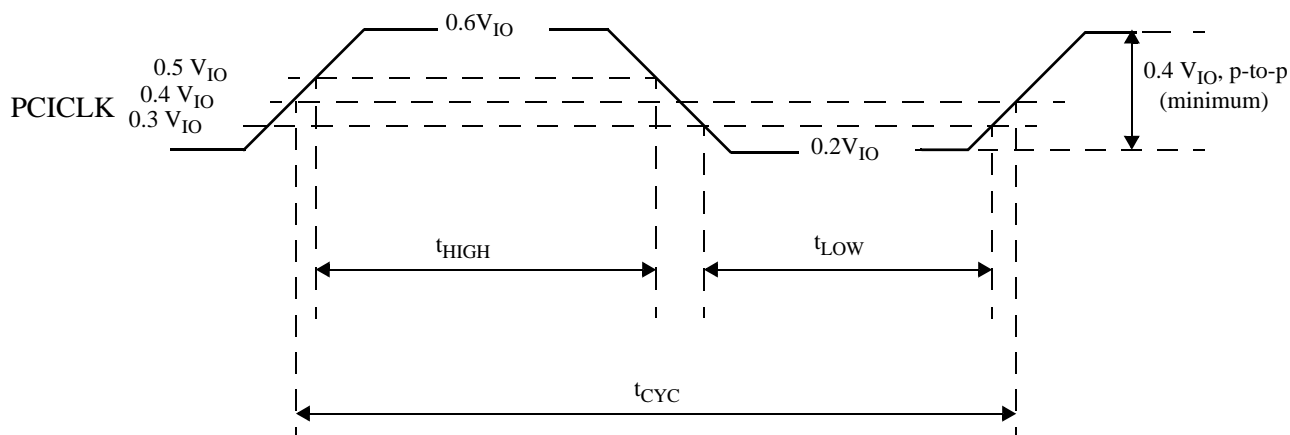 0.6V_IO
0.5 V_IO
0.4 V_IO
PCICLK
0.3 V_IO
0.4 V_IO, p-to-p
(minimum)
0.2V_IO
t_HIGH
t_LOW
t_CYC